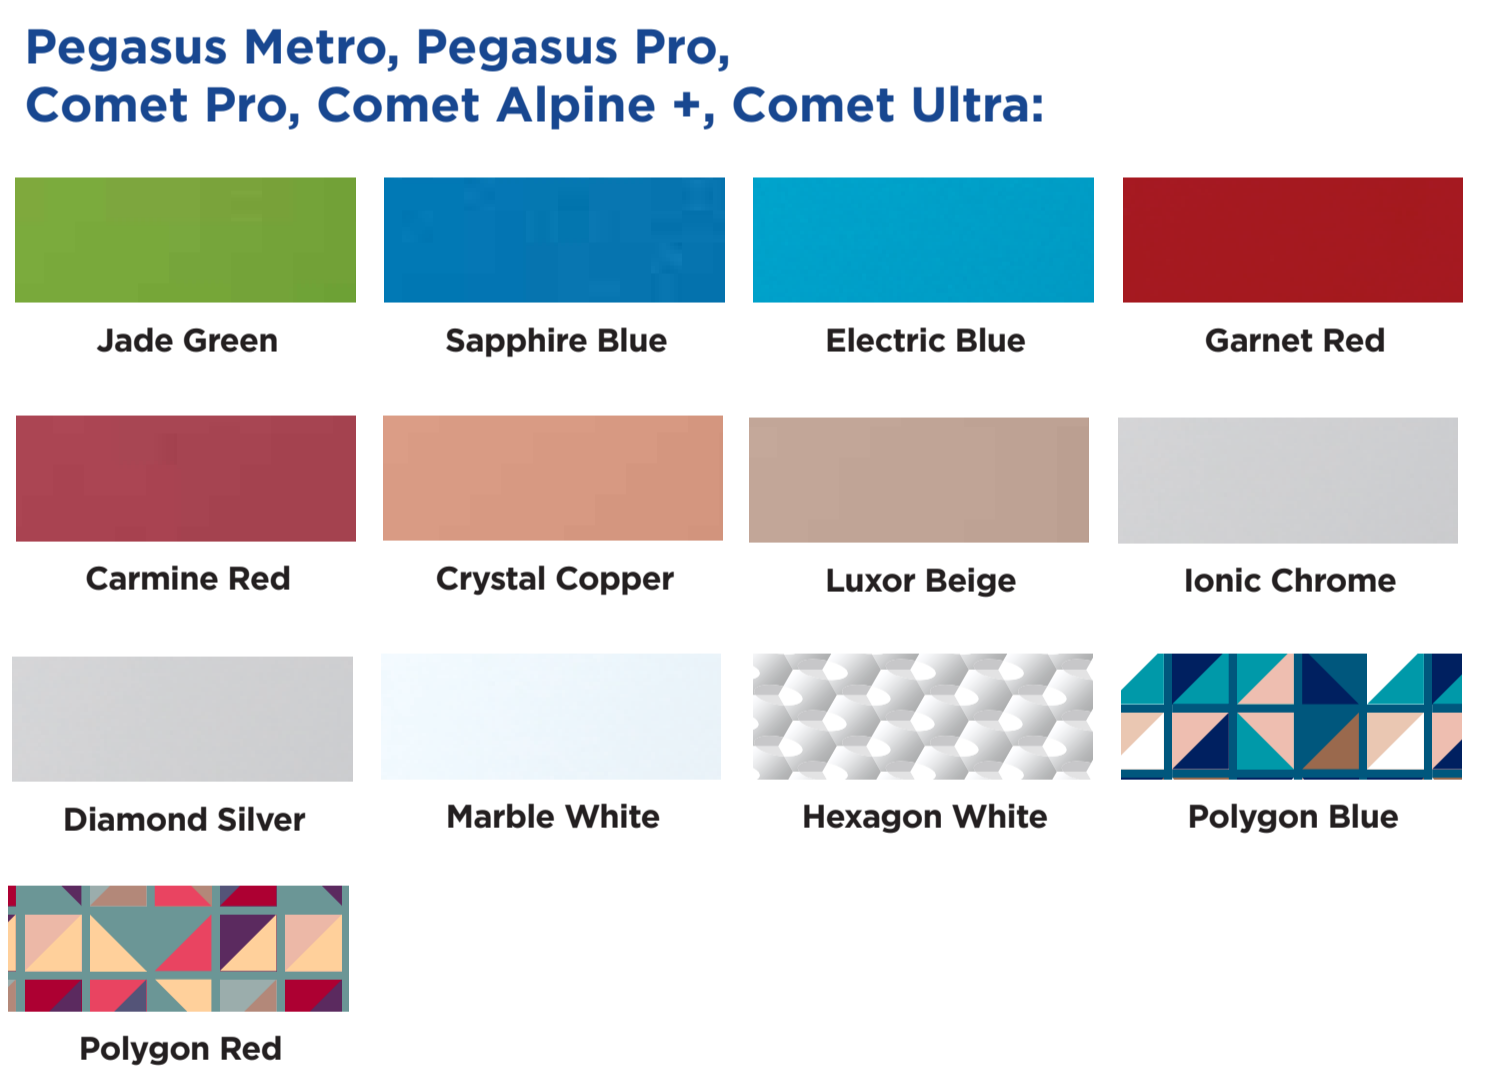 Pegasus Metro, Pegasus Pro,
Comet Pro, Comet Alpine +, Comet Ultra:
Jade Green
Sapphire Blue
Electric Blue
Garnet Red
Carmine Red
Crystal Copper
Luxor Beige
Ionic Chrome
Diamond Silver
Marble White
Hexagon White
Polygon Blue
Polygon Red